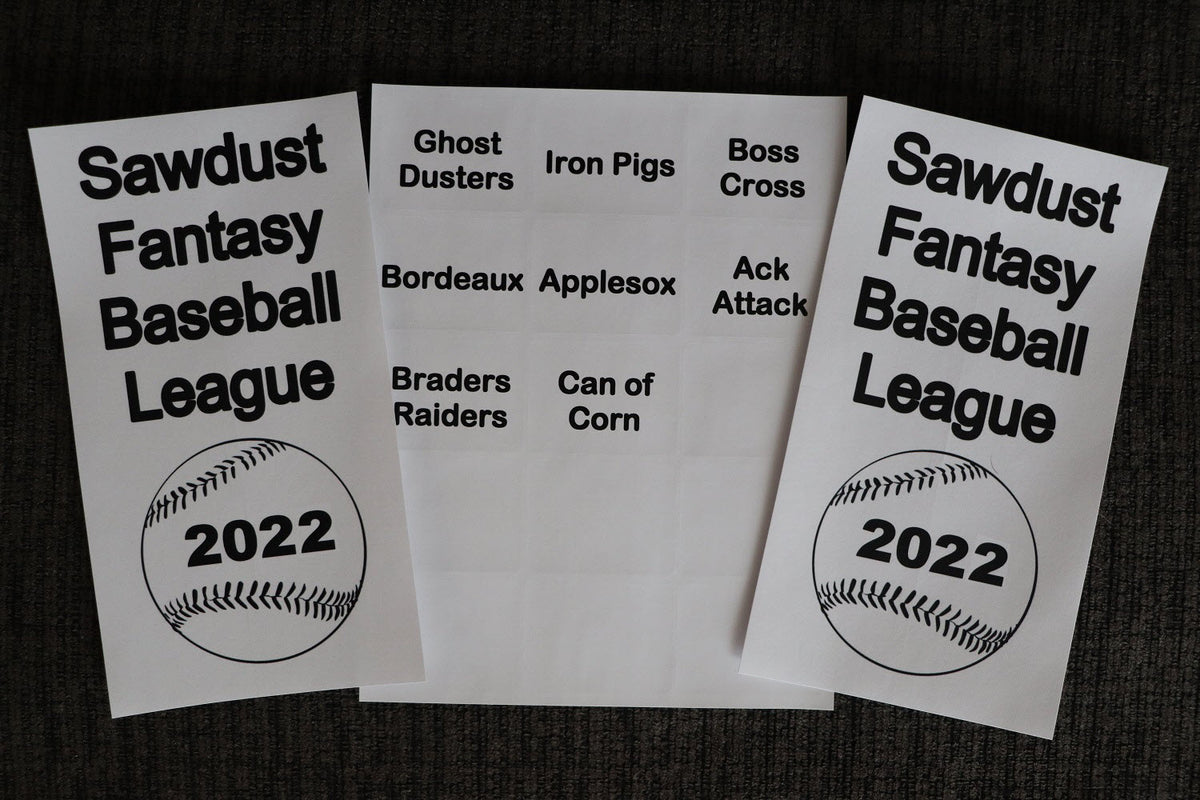 Sawdust
Fantasy
Baseball
League
2022
Ghost
Dusters
Iron Pigs
Boss
Cross
Bordeaux
Applesox
Ack
Attack
Braders
Raiders
Can of
Corn
Sawdust
Fantasy
Baseball
League
2022